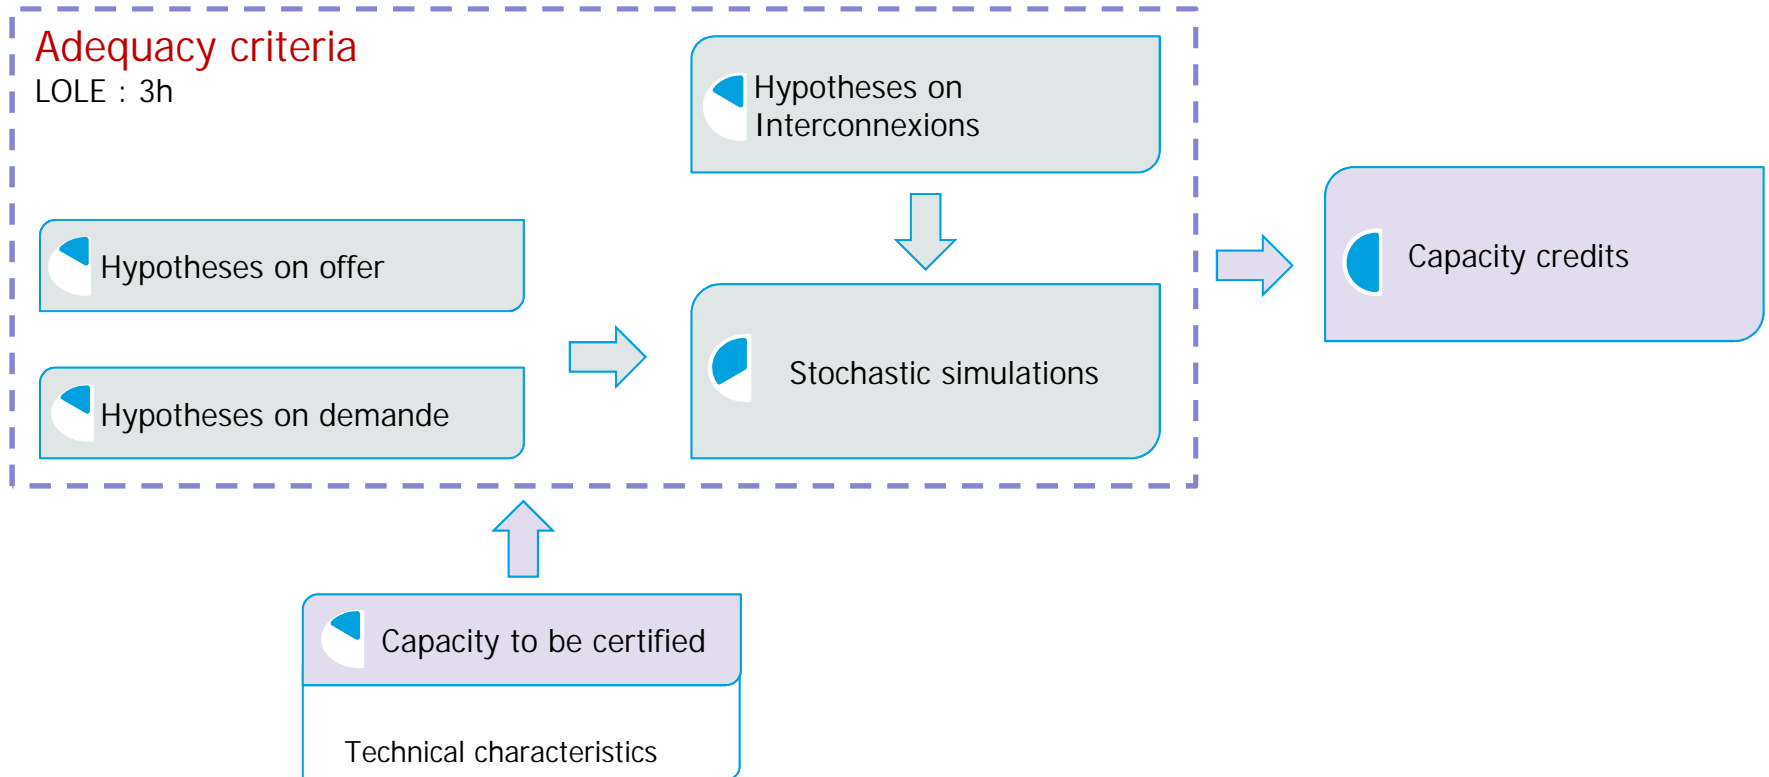 Adequacy criteria
LOLE : 3h
Hypotheses on
Interconnexions
Hypotheses on offer
Hypotheses on demande
Stochastic simulations
Capacity credits
Capacity to be certified
Technical characteristics